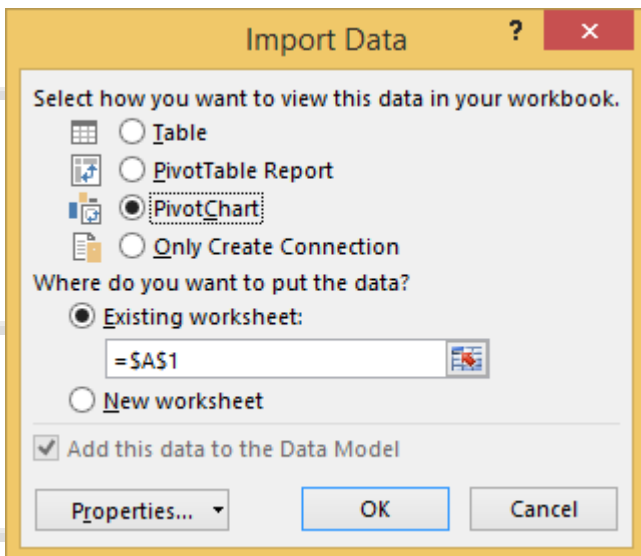 Import Data
?
×
Select how you want to view this data in your workbook.
Table
PivotTable Report
PivotChart
Only Create Connection
Where do you want to put the data?
Existing worksheet:
=$A$1
New worksheet
Add this data to the Data Model
Properties... OK Cancel